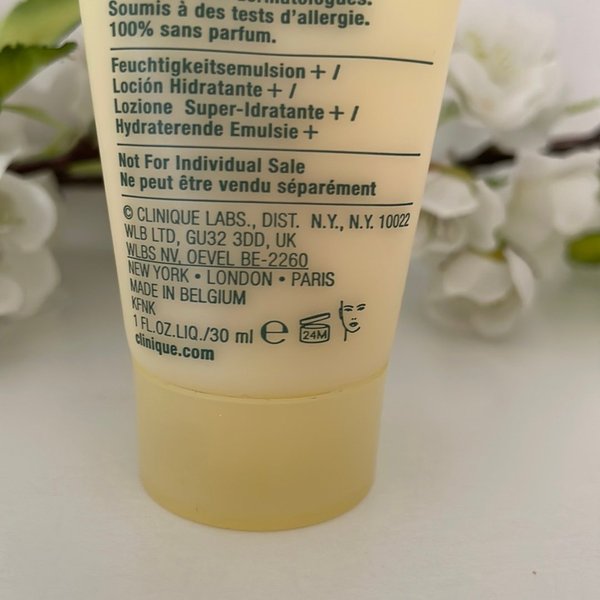 Soumis à des tests d'allergie.
100% sans parfum.
Feuchtigkeitsemulsion + /
Loción Hidratante + /
Lozione Super-Idratante + /
Hydraterende Emulsie +
Not For Individual Sale
Ne peut être vendu séparément
© CLINIQUE LABS., DIST. N.Y., N.Y. 10022
WLB LTD, GU32 3DD, UK
WLBS NV, OEVEL BE-2260
NEW YORK • LONDON • PARIS
MADE IN BELGIUM
KFNK
1 FL.OZ.LIQ./30 ml e 24M
clinique.com